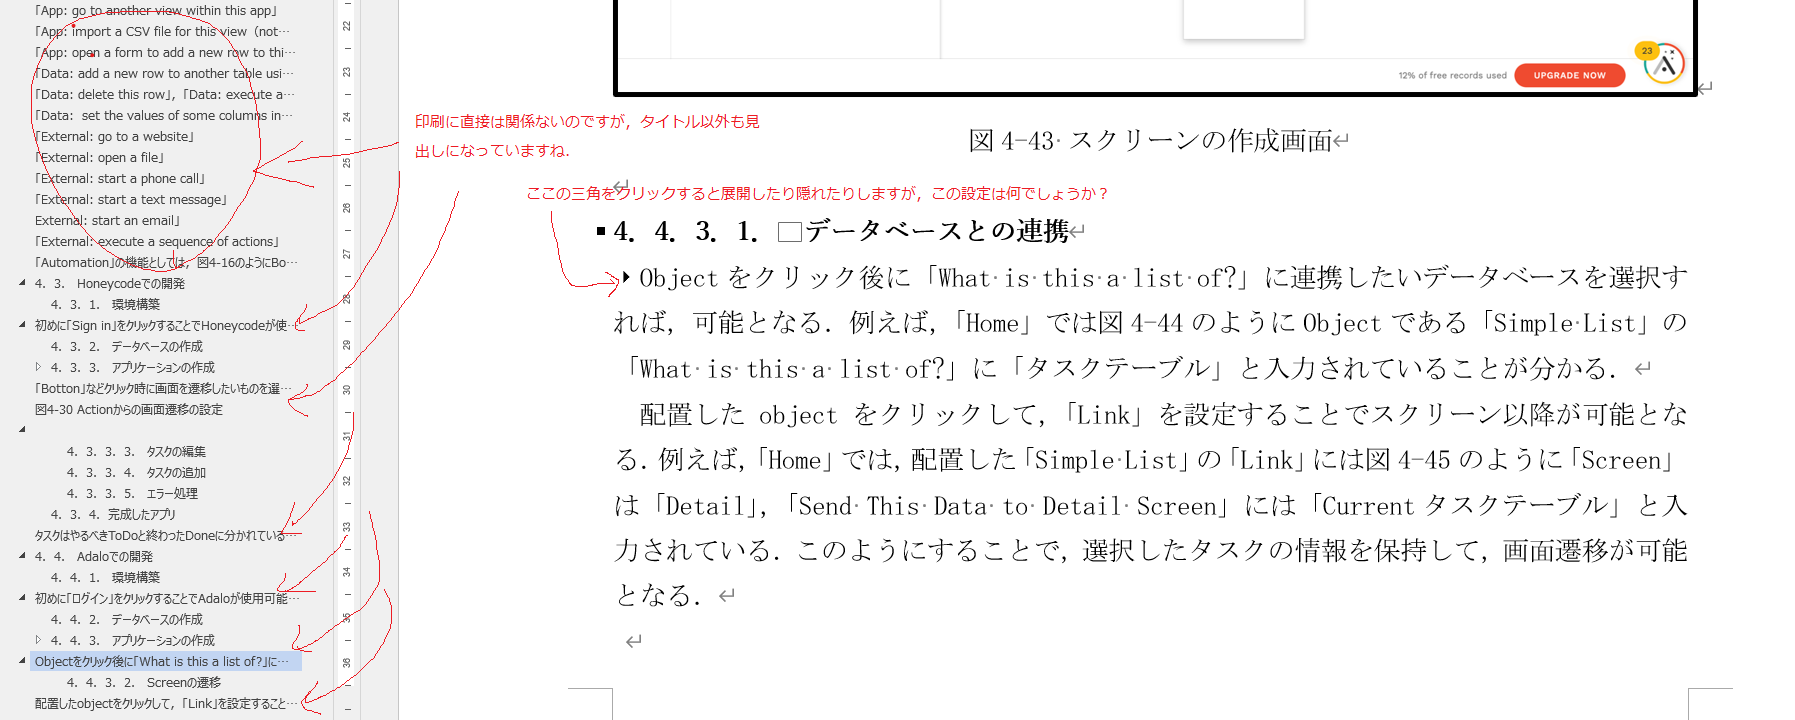 「App: go to another view within this app」
「App: import a CSV file for this view（not…
「App: open a form to add a new row to thi…
「Data: add a new row to another table usi…
「Data: delete this row」,「Data: execute a…
「Data:  set the values of some columns in…
「External: go to a website」
「External: open a file」
「External: start a phone call」
「External: start a text message」
External: start an email」
「External: execute a sequence of actions」
「Automation」の機能としては，図4-16のようにBo…
4．3． Honeycodeでの開発
4．3．1． 環境構築
初めに「Sign in」をクリックすることでHoneycodeが使…
4．3．2． データベースの作成
4．3．3． アプリケーションの作成
「Botton」などクリック時に画面を遷移したいものを選…
図4-30 Actionからの画面遷移の設定
4．3．3．3． タスクの編集
4．3．3．4． タスクの追加
4．3．3．5． エラー処理
4．3．4．完成したアプリ
タスクはやるべきToDoと終わったDoneに分かれている…
4．4． Adaloでの開発
4．4．1． 環境構築
初めに「ログイン」をクリックすることでAdaloが使用可能…
4．4．2． データベースの作成
4．4．3． アプリケーションの作成
Objectをクリック後に「What is this a list of?」に…
4．4．3．2． Screenの遷移
配置したobjectをクリックして，「Link」を設定すること…
22
23
24
25
26
27
28
29
30
31
32
33
34
35
36
12% of free records used
UPGRADE NOW
23
図 4-43 スクリーンの作成画面
印刷に直接は関係ないのですが，タイトル以外も見
出しになっていますね．
ここの三角をクリックすると展開したり隠れたりしますが，この設定は何でしょうか？
4．4．3．1．□データベースとの連携
Object をクリック後に「What is this a list of?」に連携したいデータベースを選択す
れば，可能となる．例えば，「Home」では図 4-44 のように Object である「Simple List」の
「What is this a list of?」に「タスクテーブル」と入力されていることが分かる．
配置した object をクリックして，「Link」を設定することでスクリーン以降が可能とな
る．例えば，「Home」では，配置した「Simple List」の「Link」には図 4-45 のように「Screen」
は「Detail」，「Send This Data to Detail Screen」には「Current タスクテーブル」と入
力されている．このようにすることで，選択したタスクの情報を保持して，画面遷移が可能
となる．